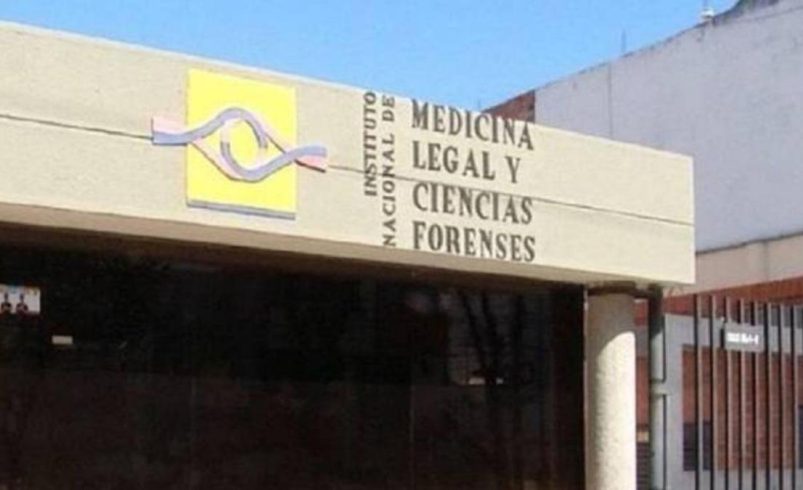 INSTITUTO
NACIONAL DE
MEDICINA
LEGAL Y
CIENCIAS
FORENSES